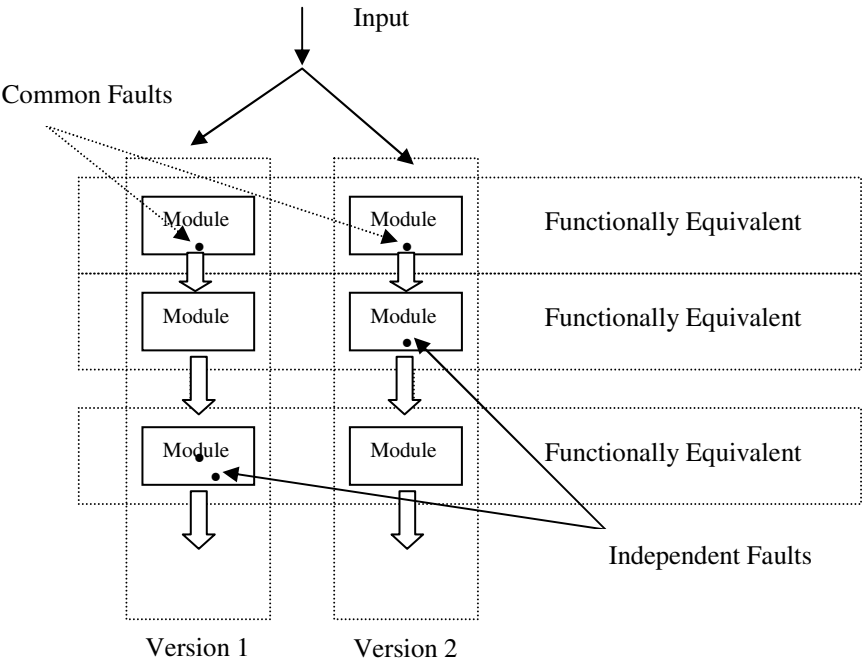 Input
Common Faults
Module
Module
Functionally Equivalent
Module
Module
Functionally Equivalent
Module
Module
Functionally Equivalent
Independent Faults
Version 1
Version 2